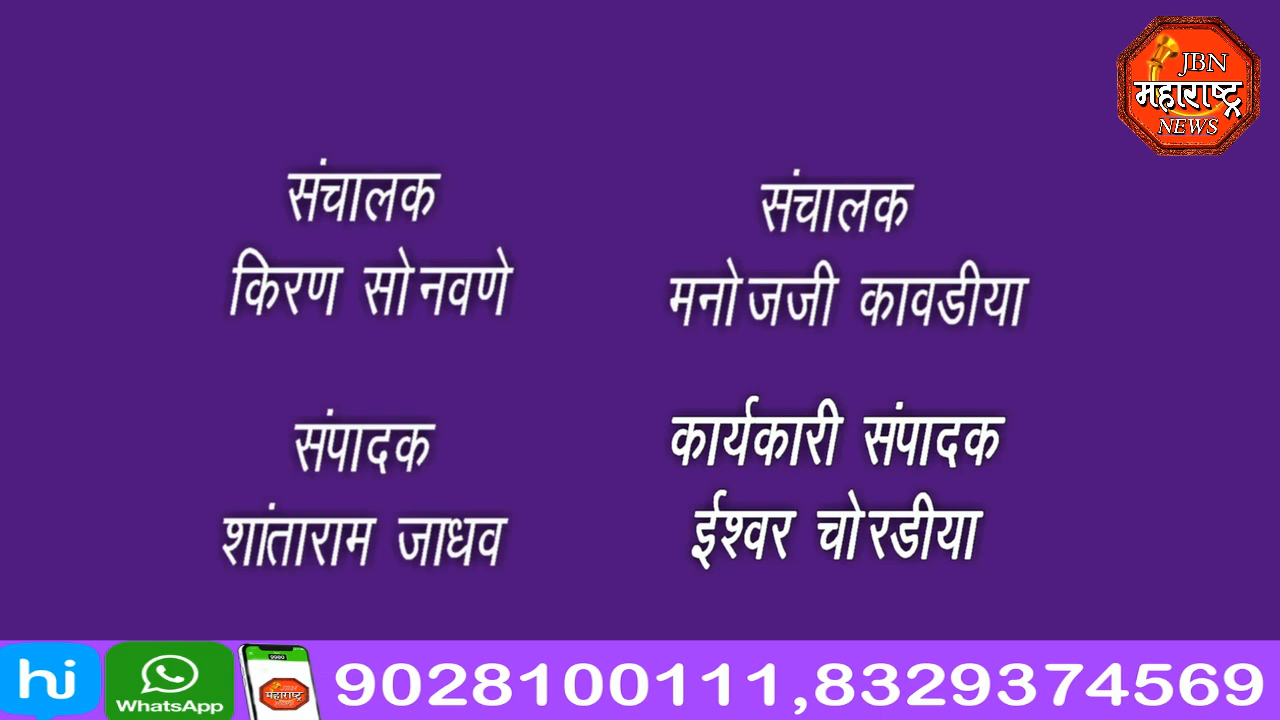 JBN
महाराष्ट्र
NEWS
संचालक
किरण सोनवणे
संचालक
मनोजजी कावडीया
संपादक
शांताराम जाधव
कार्यकारी संपादक
ईश्वर चोरडीया
hi
WhatsApp
महाराष्ट्र
9028100111,8329374569